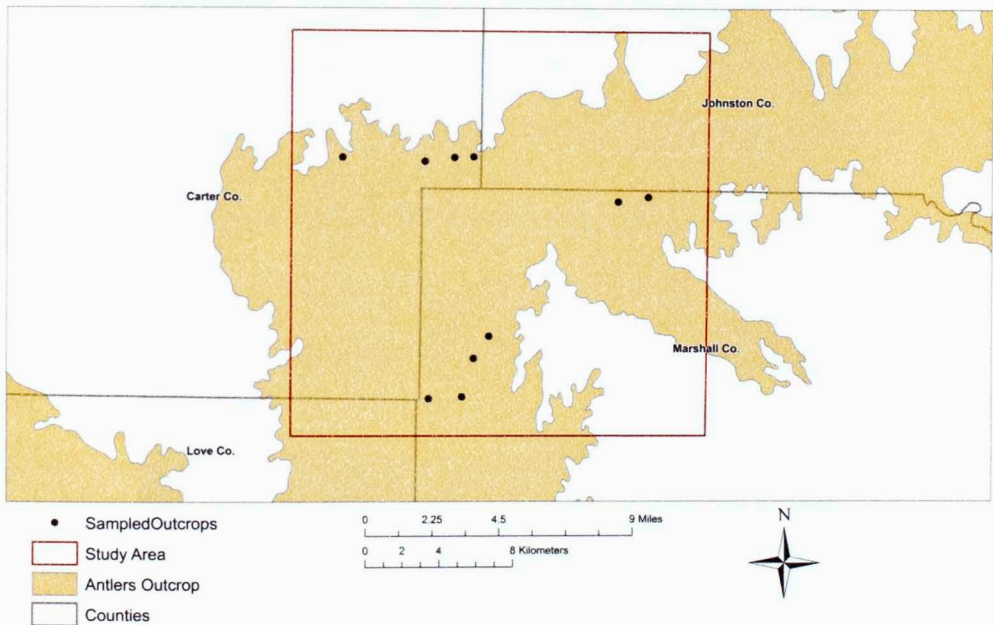 Johnston Co.
Carter Co.
Marshall Co.
Love Co.
SampledOutcrops
Study Area
Antlers Outcrop
Counties
0 2.25 4.5 9 Miles
0 2 4 8 Kilometers
N